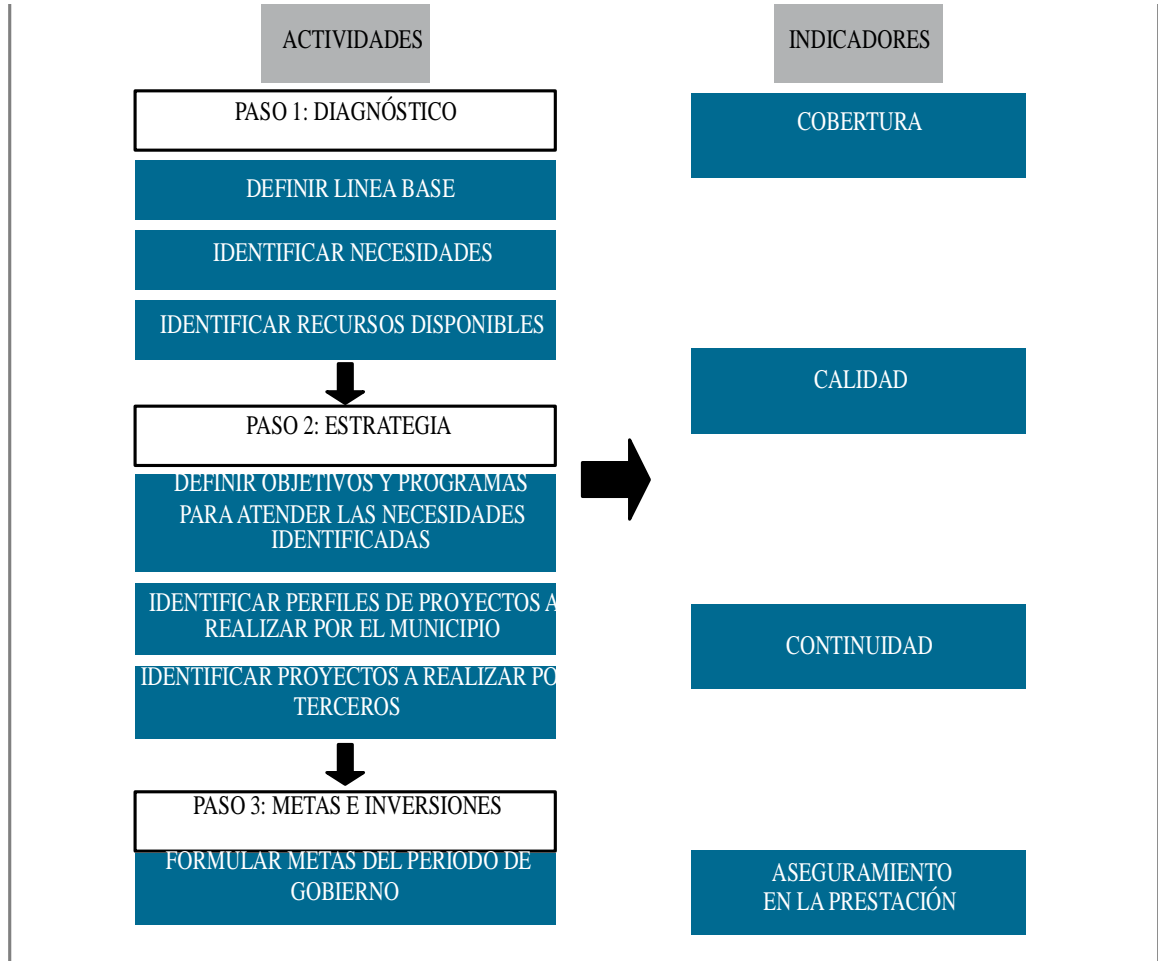 ACTIVIDADES
PASO 1: DIAGNÓSTICO
DEFINIR LINEA BASE
IDENTIFICAR NECESIDADES
IDENTIFICAR RECURSOS DISPONIBLES
PASO 2: ESTRATEGIA
DEFINIR OBJETIVOS Y PROGRAMAS
PARA ATENDER LAS NECESIDADES
IDENTIFICADAS
IDENTIFICAR PERFILES DE PROYECTOS A
REALIZAR POR EL MUNICIPIO
IDENTIFICAR PROYECTOS A REALIZAR PO
TERCEROS
PASO 3: METAS E INVERSIONES
FORMULAR METAS DEL PERIODO DE
GOBIERNO
INDICADORES
COBERTURA
CALIDAD
CONTINUIDAD
ASEGURAMIENTO
EN LA PRESTACIÓN